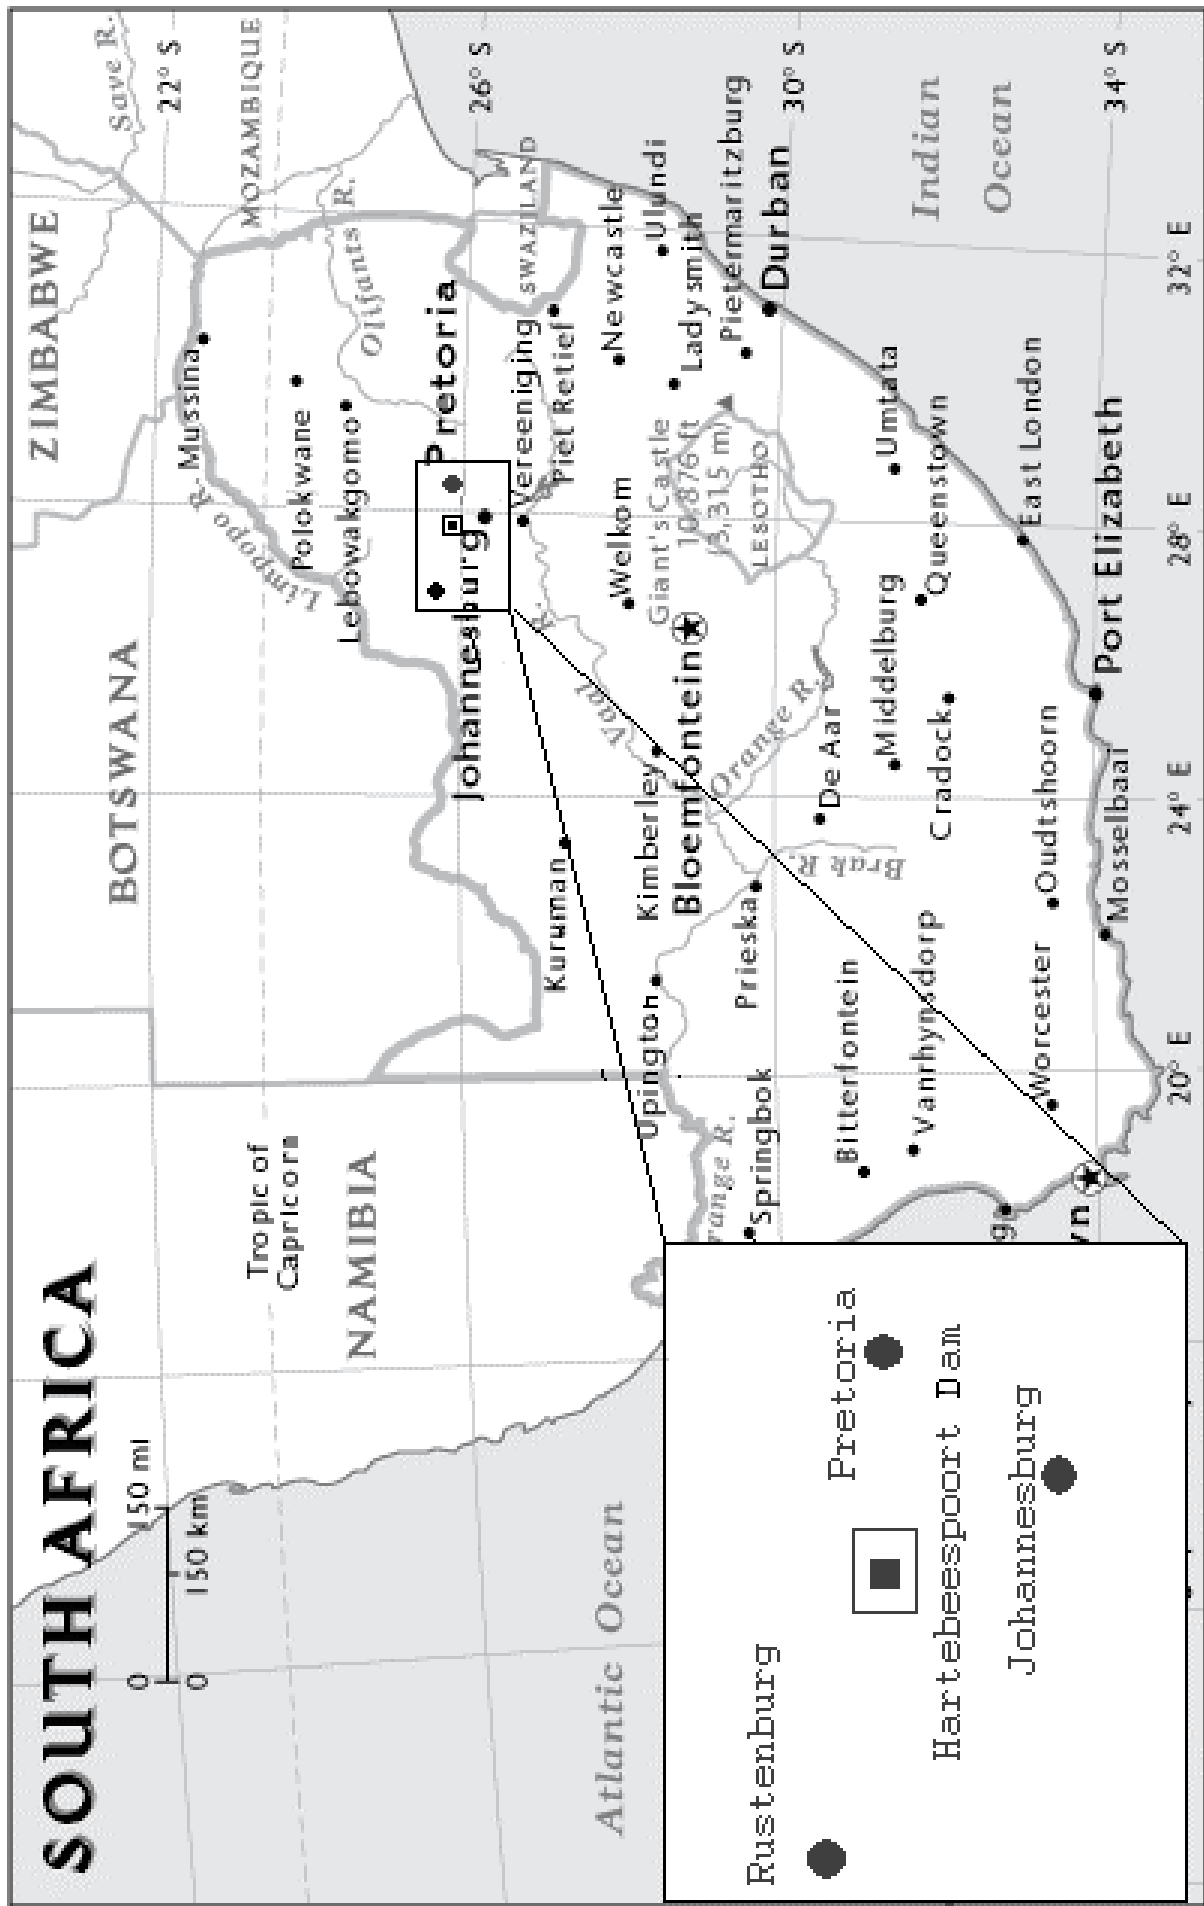 SOUTH AFRICA
0
150 mi
0
150 km
ZIMBABWE
BOTSWANA
NAMIBIA
MOZAMBIQUE
SWAZILAND
LESOTHO
Save R.
22° S
26° S
30° S
34° S
Tropic of
Capricorn
Limpopo R.
Mussina
Polokwane
Lebowakgomo
Olifants R.
Pretoria
Johannesburg
Vereeniging
Piet Retief
Newcastle
Ulundi
Ladysmith
Pietermaritzburg
Durban
Welkom
Giant's Castle
10,876 ft
(3,315 m)
Vaal
R.
Kuruman
Kimberley
Bloemfontein
Upington
Prieska
Orange R.
De Aar
Brak R.
Middelburg
Umtata
Queenstown
Cradock
East London
Port Elizabeth
range R.
Springbok
Bitterfontein
Vanrhynsdorp
Worcester
Oudtshoorn
Mosselbaai
g
wn
Indian
Ocean
Atlantic Ocean
20° E
24° E
28° E
32° E
Rustenburg
Pretoria
Hartebeespoort Dam
Johannesburg